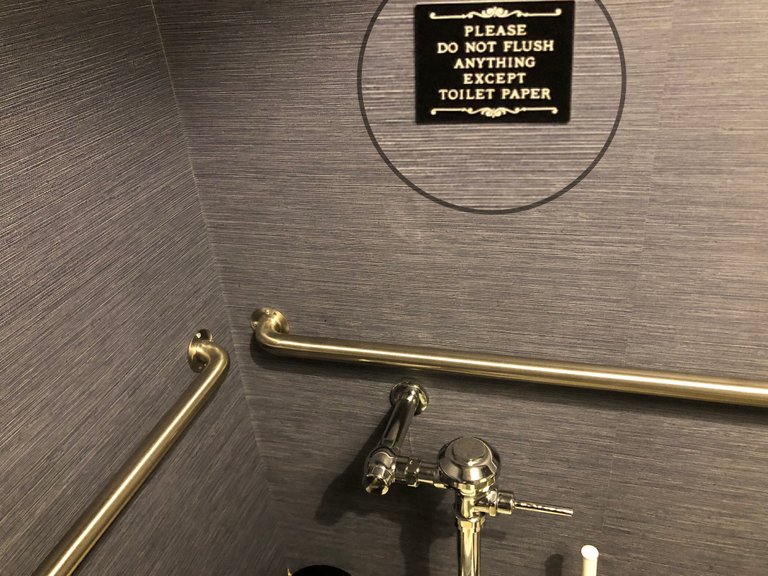 PLEASE
DO NOT FLUSH
ANYTHING
EXCEPT
TOILET PAPER